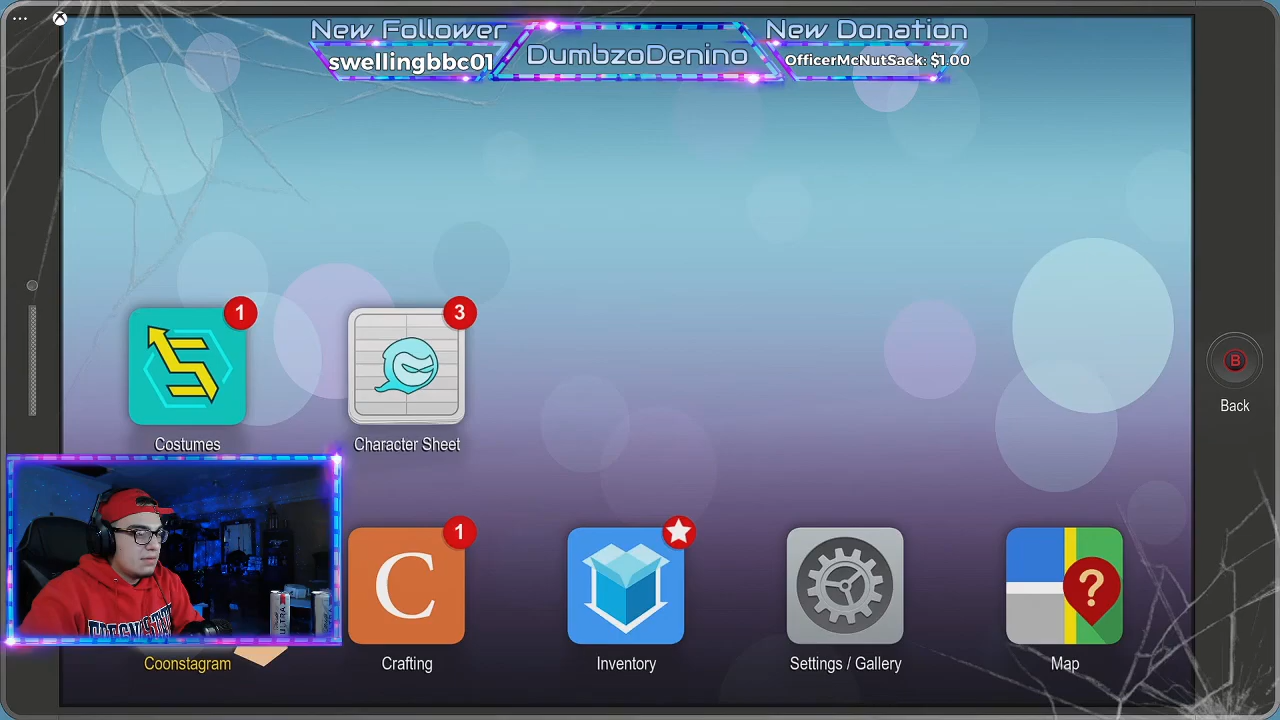 New Follower
swellingbbc01
DumbzoDenino
New Donation
OfficerMcNutSack: $1.00
1
3
Costumes
Character Sheet
B
Back
1
C
?
Coonstagram
Crafting
Inventory
Settings / Gallery
Map
ULTRA